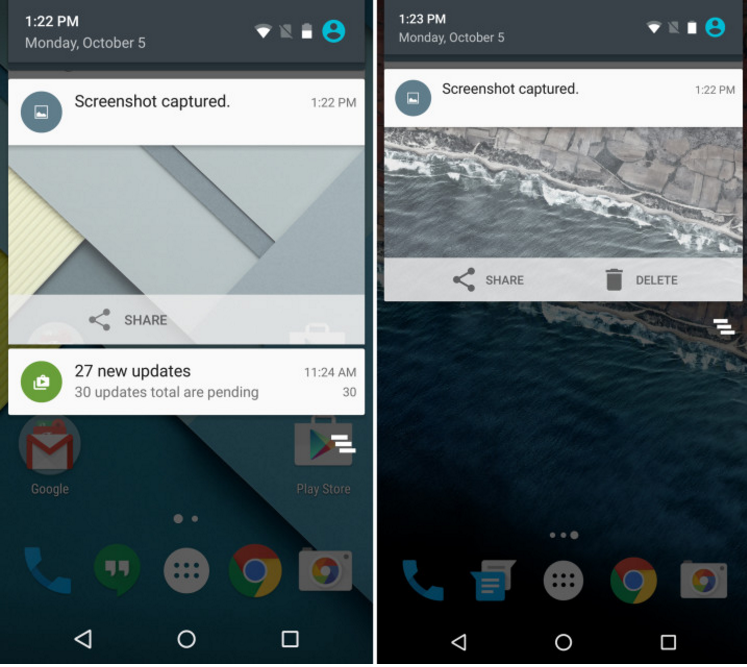 1:22 PM
Monday, October 5
Screenshot captured.
1:22 PM
SHARE
27 new updates
11:24 AM
30 updates total are pending
30
Google
Play Store
1:23 PM
Monday, October 5
Screenshot captured.
1:22 PM
SHARE
DELETE